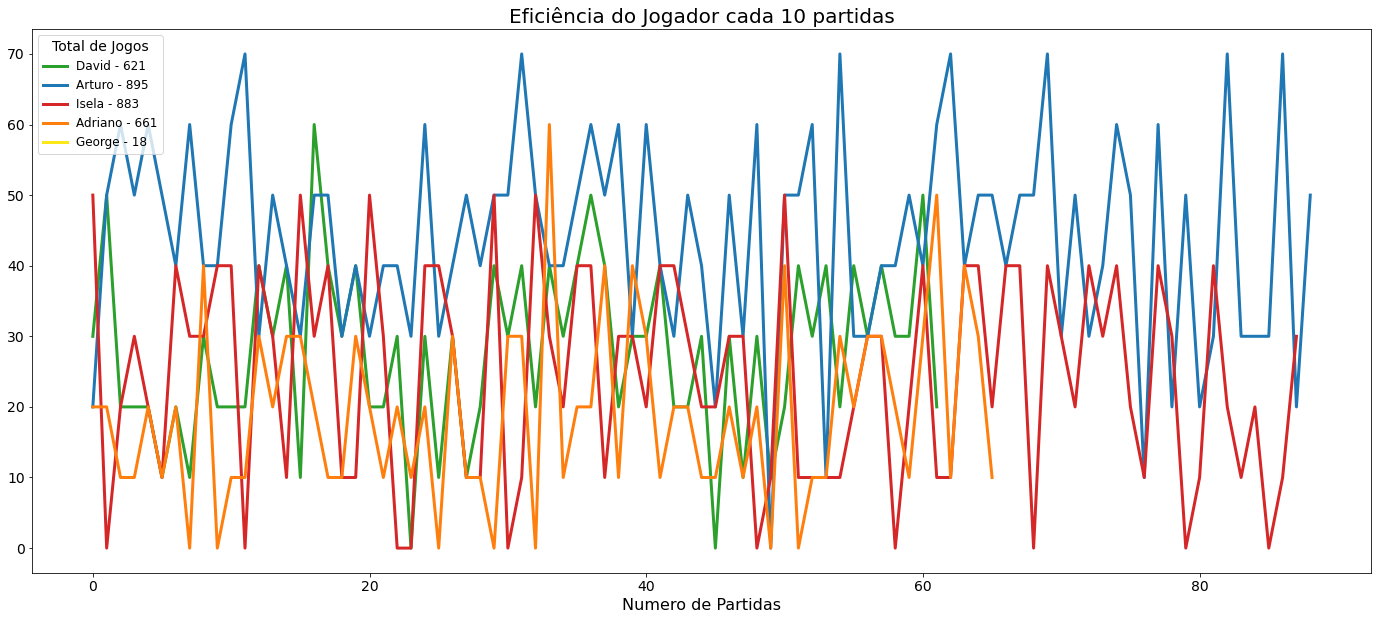 Eficiência do Jogador cada 10 partidas
Total de Jogos
David - 621
Arturo - 895
Isela - 883
Adriano - 661
George - 18
70
60
50
40
30
20
10
0
0 20 40 60 80
Numero de Partidas